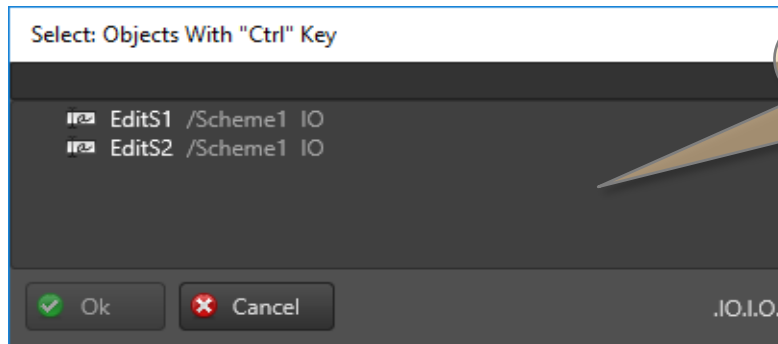 Select: Objects With "Ctrl" Key
EditS1 /Scheme1 IO
EditS2 /Scheme1 IO
Ok
Cancel
.IO.I.O.